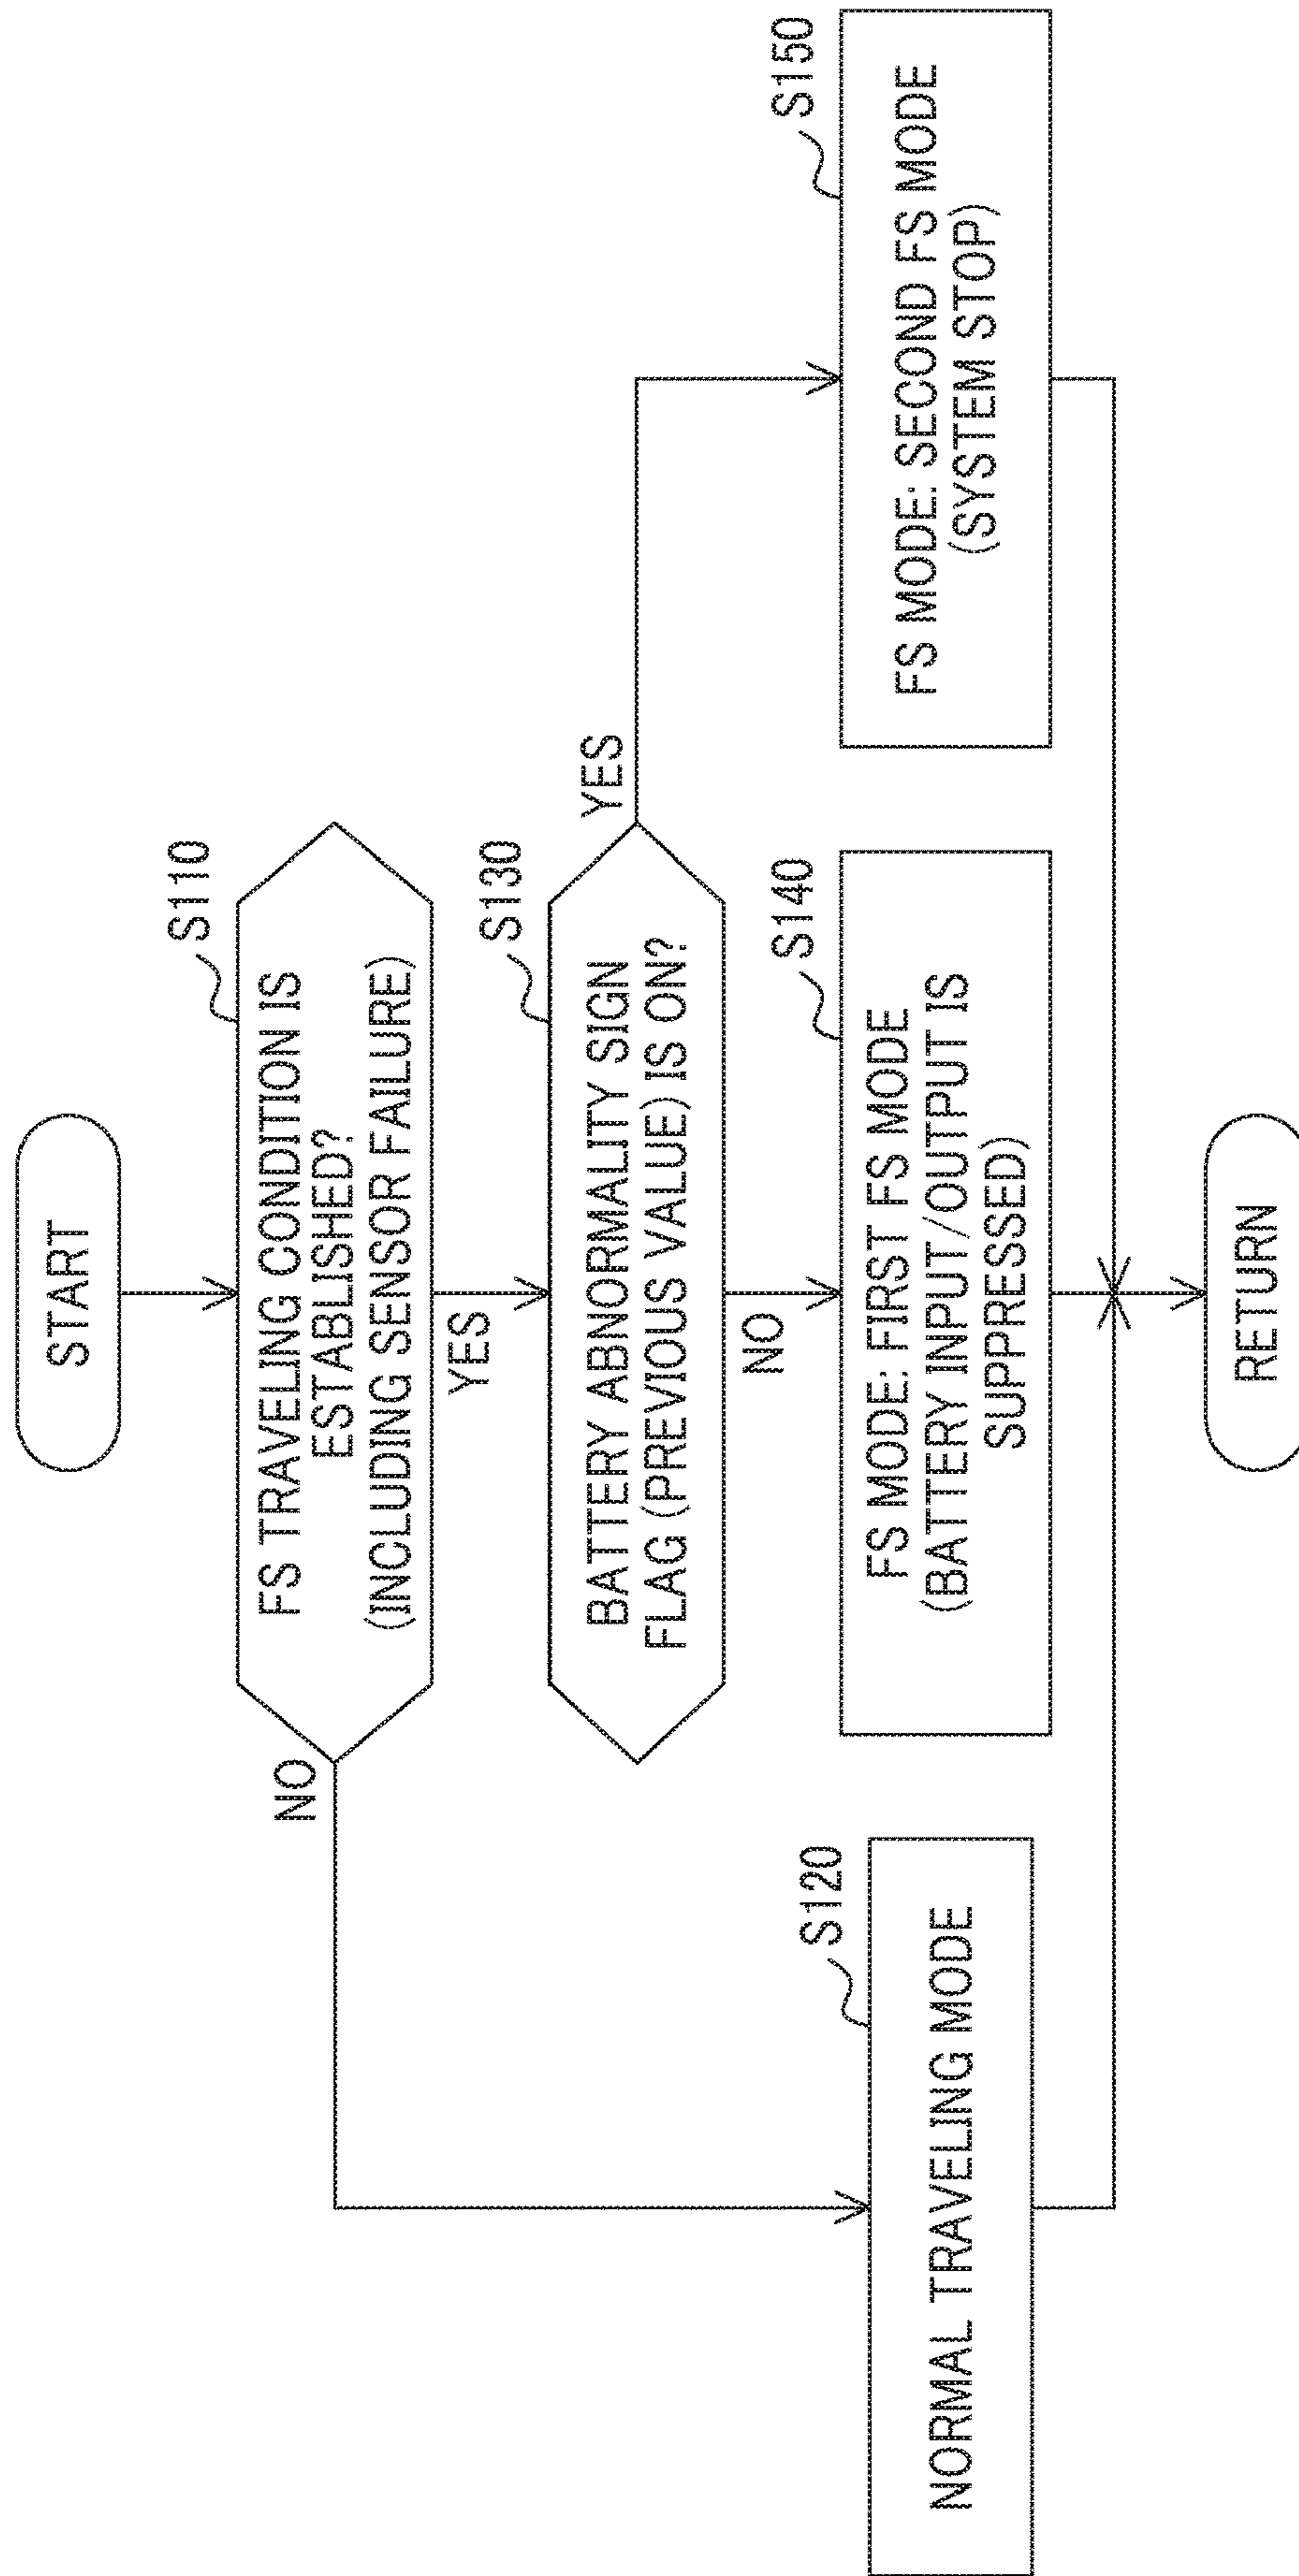 START
S110
FS TRAVELING CONDITION IS
ESTABLISHED?
(INCLUDING SENSOR FAILURE)
NO
YES
S130
BATTERY ABNORMALITY SIGN
FLAG (PREVIOUS VALUE) IS ON?
YES
NO
S120
NORMAL TRAVELING MODE
S140
FS MODE: FIRST FS MODE
(BATTERY INPUT/OUTPUT IS
SUPPRESSED)
S150
FS MODE: SECOND FS MODE
(SYSTEM STOP)
RETURN